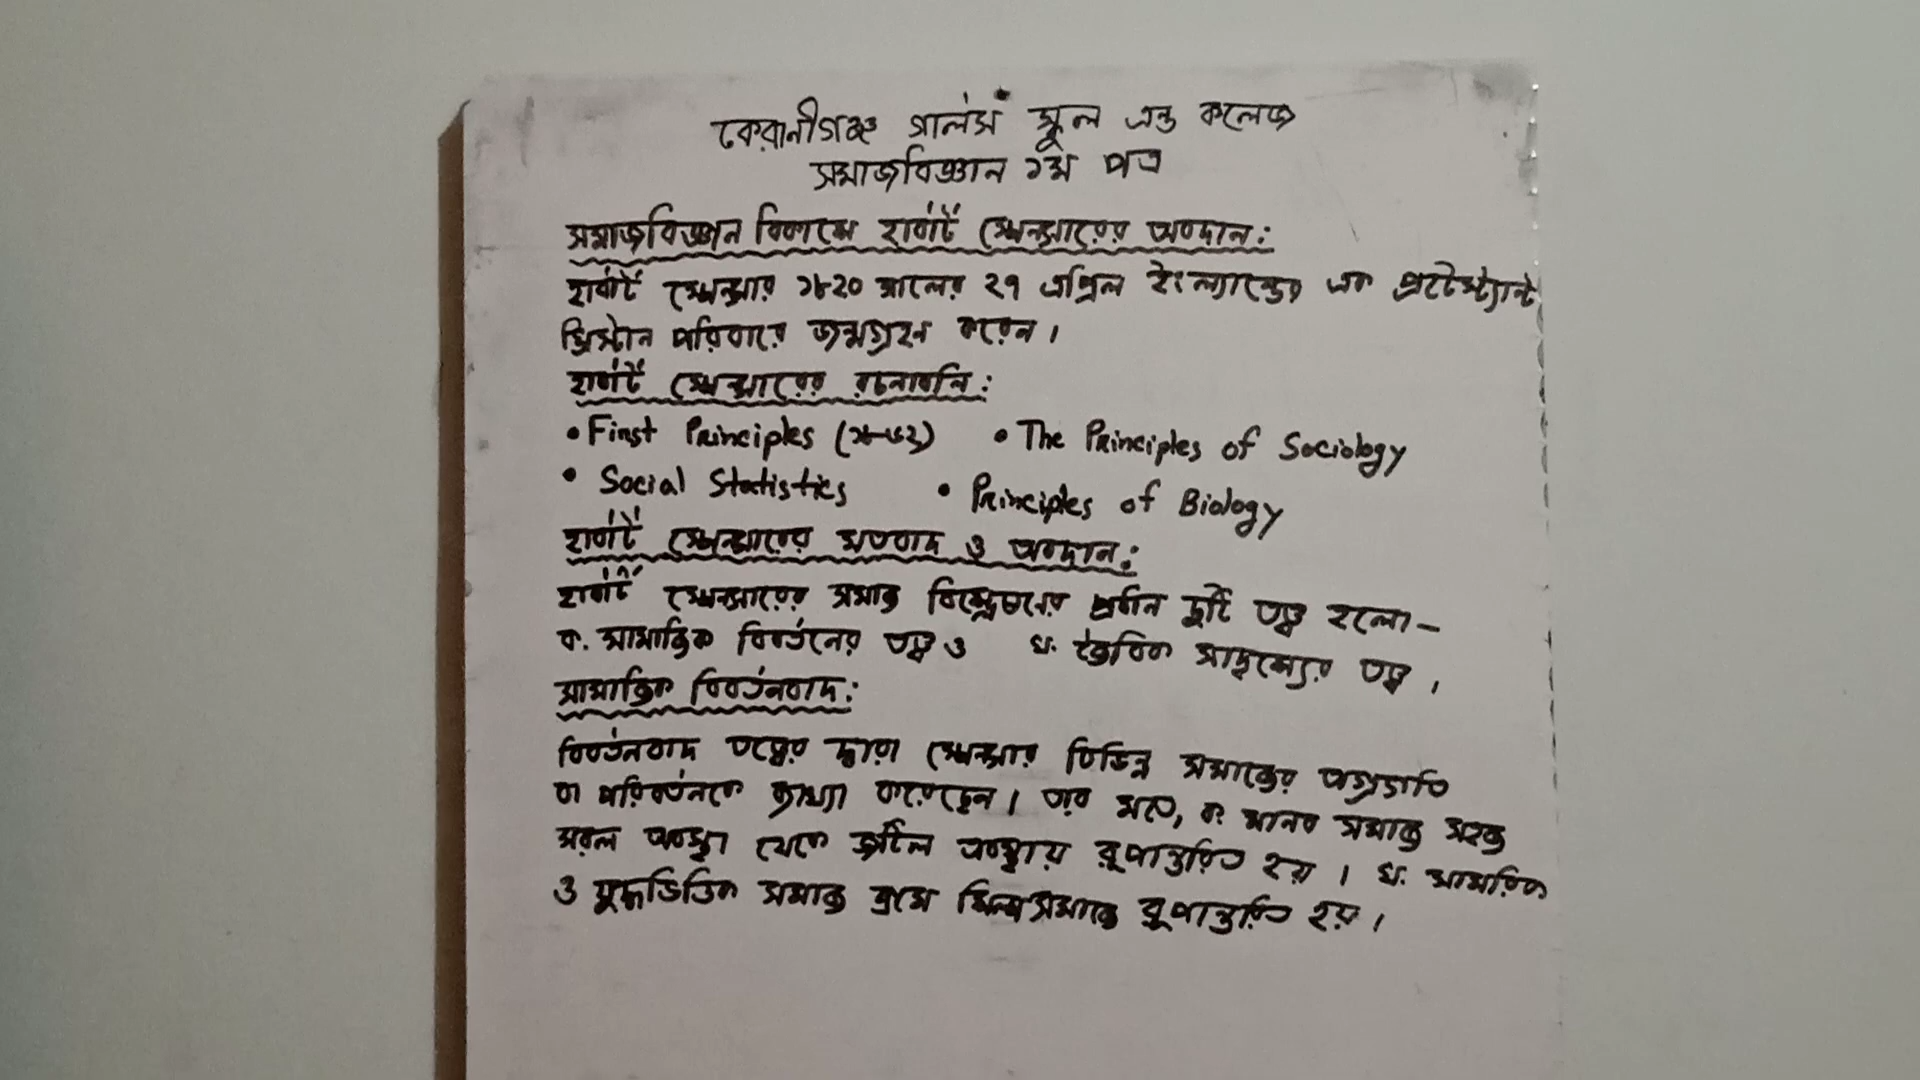 কেরানীগঞ্জ গার্লস স্কুল এন্ড কলেজ
সমাজবিজ্ঞান ১ম পত্র
সমাজবিজ্ঞান বিকাশে হার্বার্ট স্পেন্সারের অবদান:
হার্বার্ট স্পেন্সার ১৮২০ সালের ২৭ এপ্রিল ইংল্যান্ডের এক প্রটেস্ট্যান্ট
খ্রিস্টান পরিবারে জন্মগ্রহণ করেন।
হার্বার্ট স্পেন্সারের রচনাবলি:
• First Principles (১৮৬২) • The Principles of Sociology
• Social Statistics • Principles of Biology
হার্বার্ট স্পেন্সারের মতবাদ ও অবদান:
হার্বার্ট স্পেন্সারের সমাজ বিশ্লেষণের প্রধান দুটি তত্ত্ব হলো—
ক. সামাজিক বিবর্তনের তত্ত্ব ও খ. জৈবিক সাদৃশ্যের তত্ত্ব।
সামাজিক বিবর্তনবাদ:
বিবর্তনবাদ তত্ত্বের দ্বারা স্পেন্সার বিভিন্ন সমাজের অগ্রগতি
বা পরিবর্তনকে ব্যাখ্যা করেছেন। তার মতে, ক. মানব সমাজ সহজ
সরল অবস্থা থেকে জটিল অবস্থায় রূপান্তরিত হয়। খ. সামরিক
ও যুদ্ধভিত্তিক সমাজ ক্রমে শিল্পসমাজে রূপান্তরিত হয়।